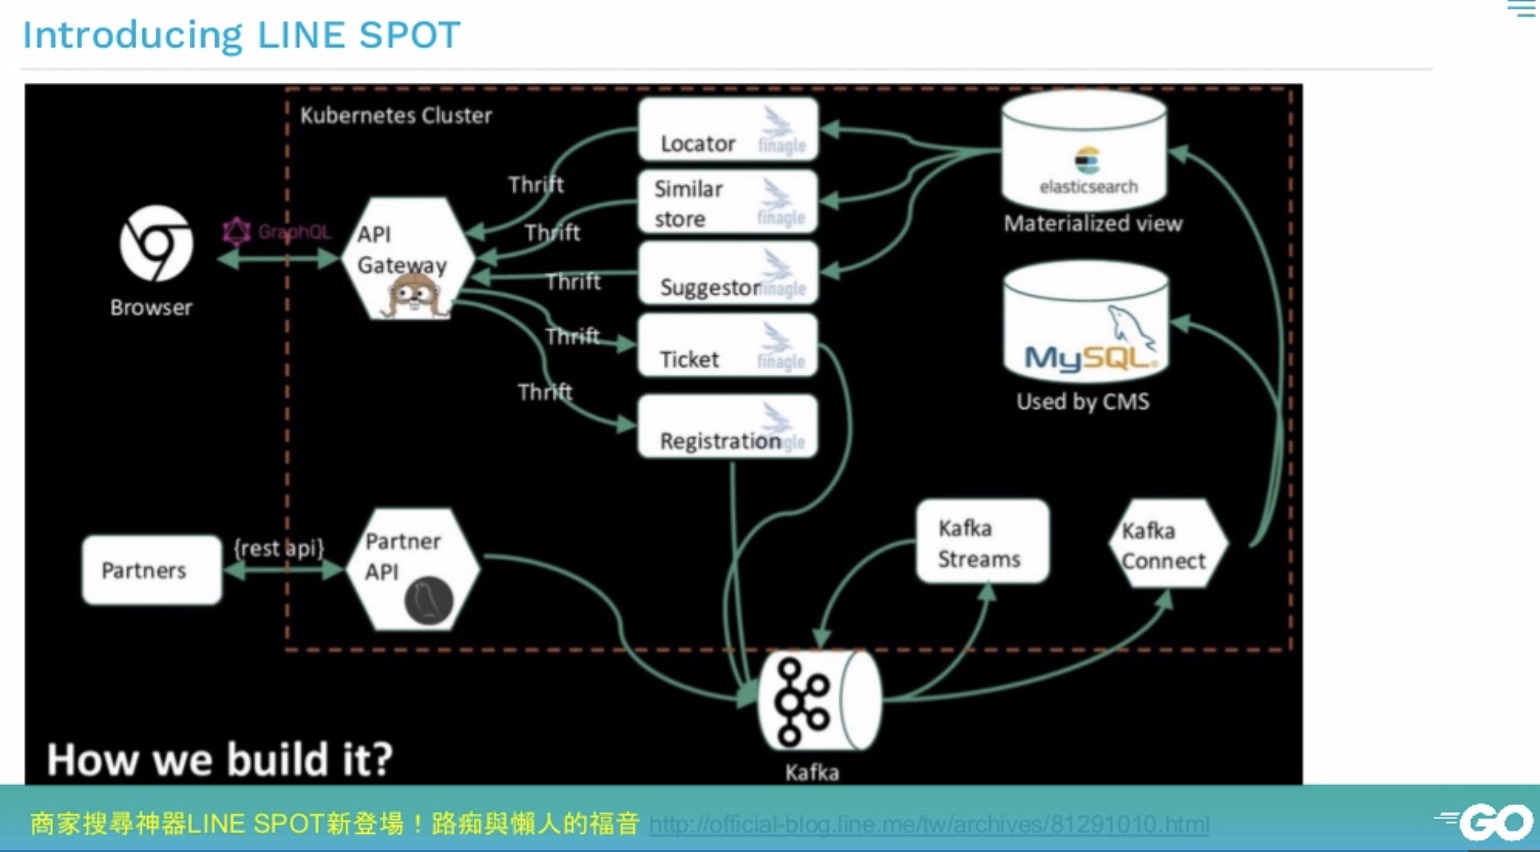 Introducing LINE SPOT
Kubernetes Cluster
Locator
finagle
elasticsearch
Materialized view
Thrift
Similar
store
finagle
Thrift
GraphQL
API
Gateway
Browser
Thrift
Suggestor
finagle
MySQL
Used by CMS
Thrift
Ticket
finagle
Thrift
Registration
finagle
Partners
{rest api}
Partner
API
Kafka
Streams
Kafka
Connect
How we build it?
Kafka
商家搜尋神器LINE SPOT新登場！路痴與懶人的福音 http://official-blog.line.me/tw/archives/81291010.html
GO